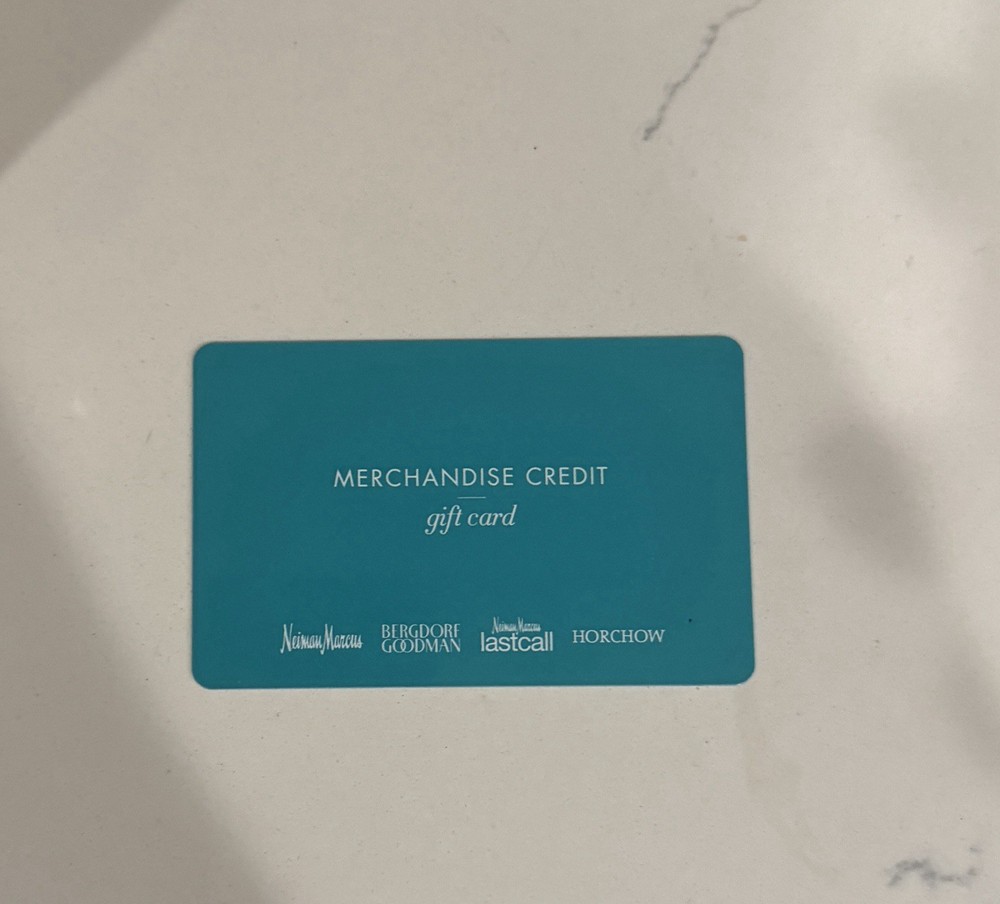 MERCHANDISE CREDIT
gift card
Neiman Marcus
BERGDORF
GOODMAN
Neiman Marcus
lastcall
HORCHOW